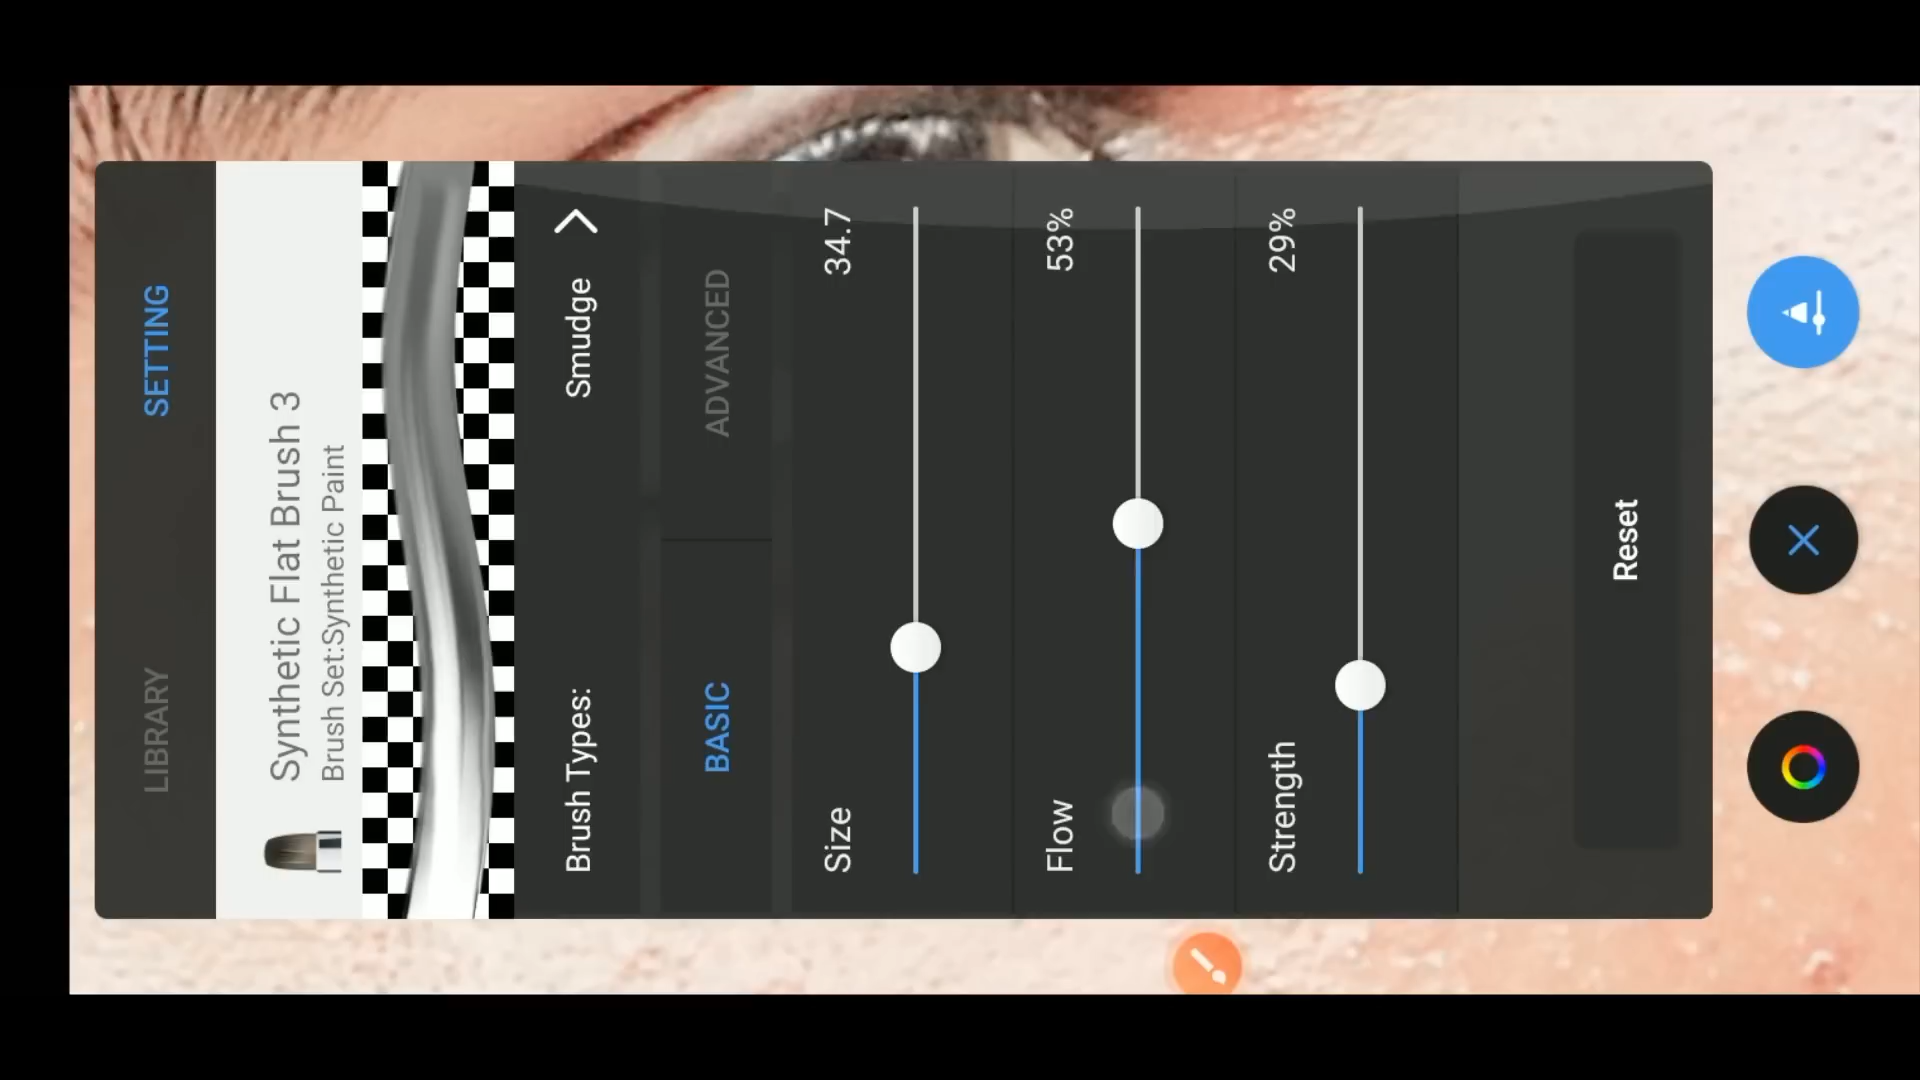 LIBRARY SETTING
Synthetic Flat Brush 3
Brush Set:Synthetic Paint
Brush Types: Smudge
BASIC ADVANCED
Size 34.7
Flow 53%
Strength 29%
Reset